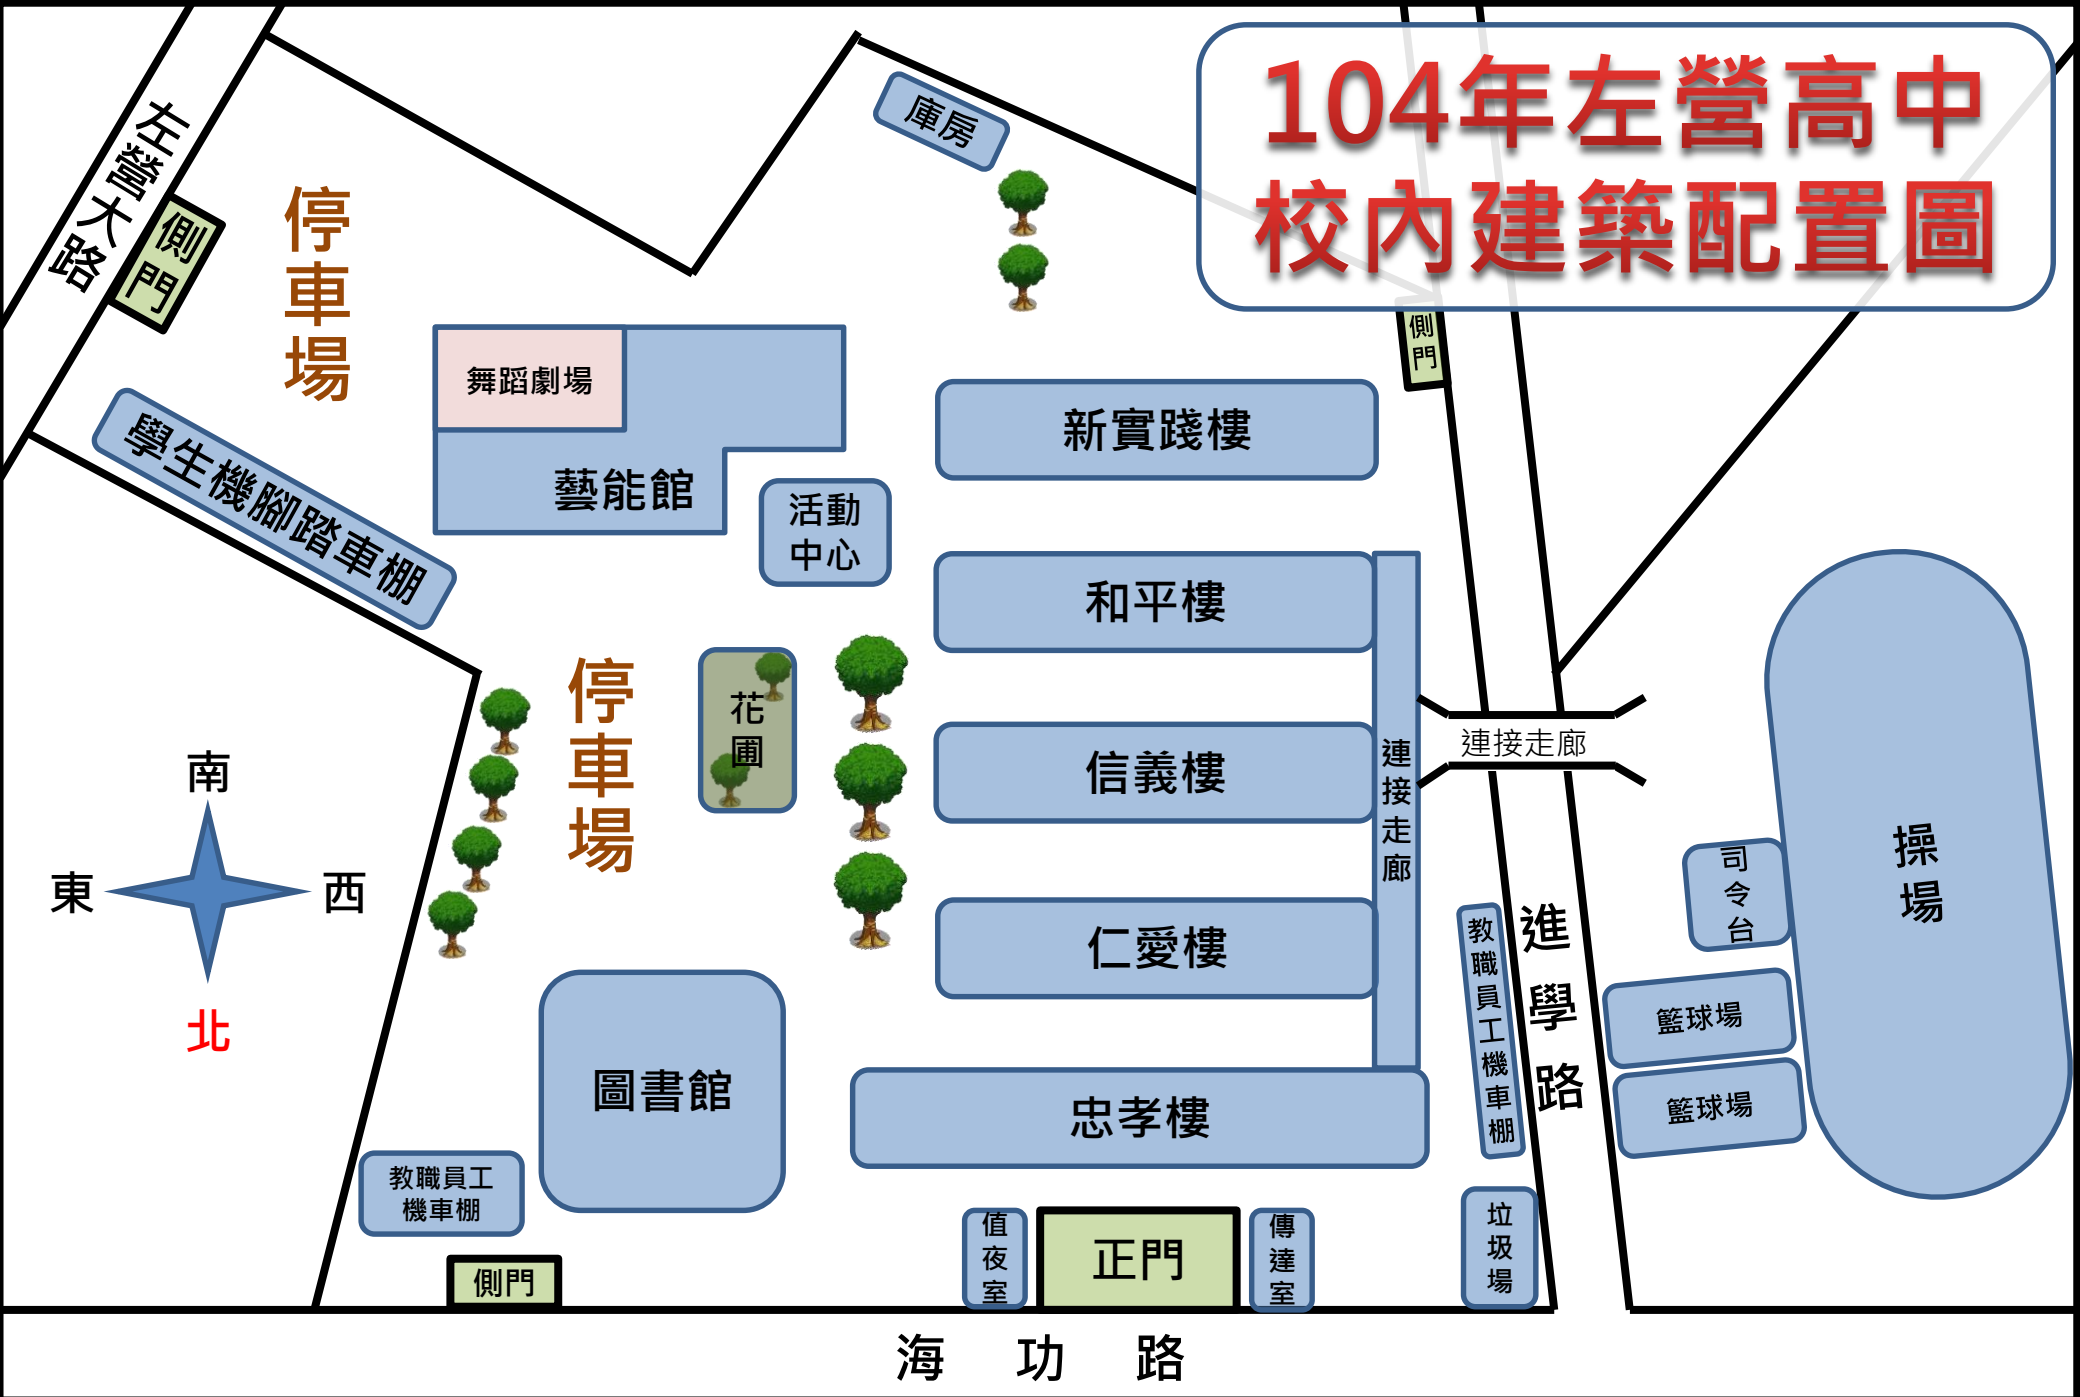 104年左營高中
校內建築配置圖
左營大路
側門
停車場
庫房
側門
舞蹈劇場
藝能館
新實踐樓
學生機腳踏車棚
活動
中心
和平樓
停車場
花圃
信義樓
連接走廊
連接走廊
南
東
西
北
仁愛樓
操場
司令台
教職員工機車棚
進學路
籃球場
籃球場
圖書館
忠孝樓
教職員工
機車棚
側門
值夜室
正門
傳達室
垃圾場
海功路